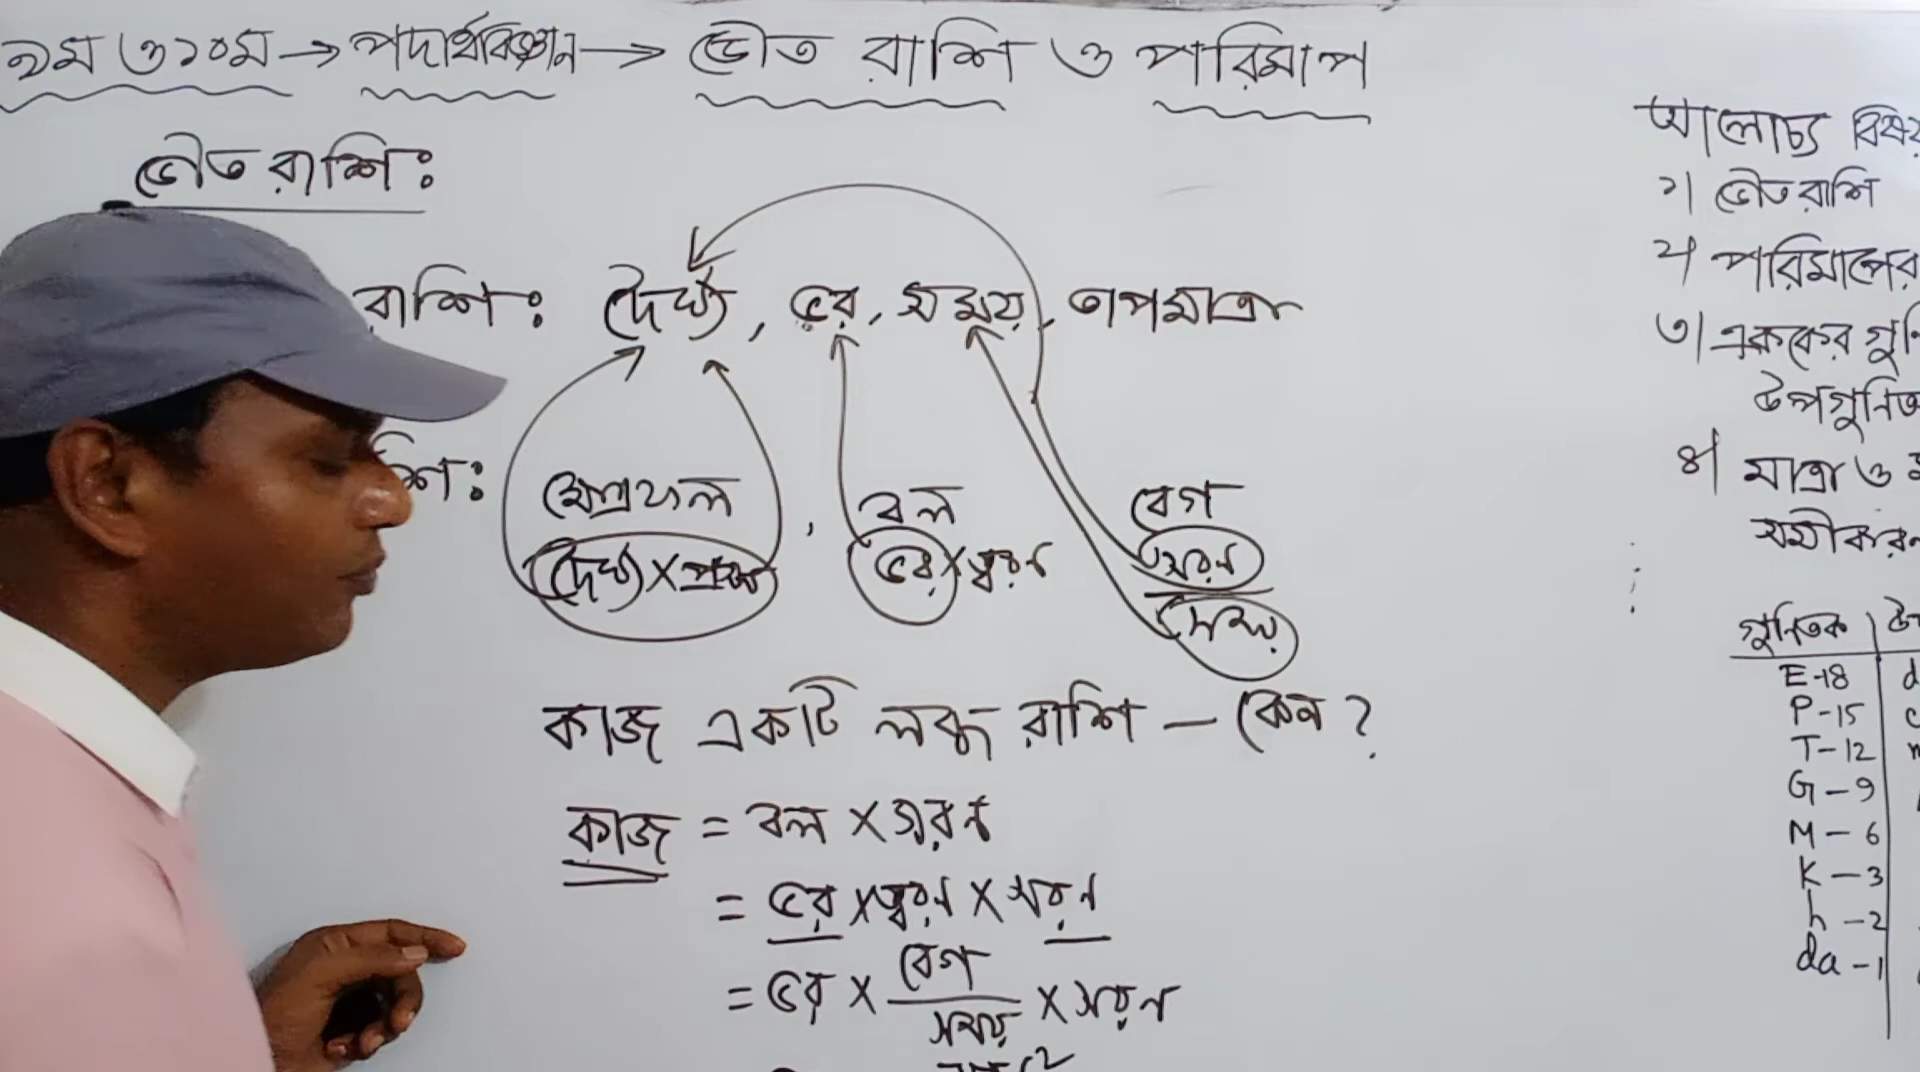 ৯ম ও ১০ম → পদার্থবিজ্ঞান → ভৌত রাশি ও পরিমাপ
ভৌত রাশি:
রাশি: দৈর্ঘ্য, ভর, সময়, তাপমাত্রা
শি:
ক্ষেত্রফল, বল বেগ
দৈর্ঘ্য X প্রস্থ ভর X ত্বরণ সরণ
সময়
কাজ একটি লব্ধ রাশি — কেন ?
কাজ = বল X সরণ
= ভর X ত্বরণ X সরণ
= ভর X বেগ X সরণ
সময়
আলোচ্য বিষয়
১। ভৌত রাশি
২। পরিমাপের
৩। এককের গুণি
উপগুণিত
৪। মাত্রা ও
সমীকরণ
গুণিতক
E-18 d
P-15 c
T-12 m
G-9
M-6
K-3
h-2
da-1